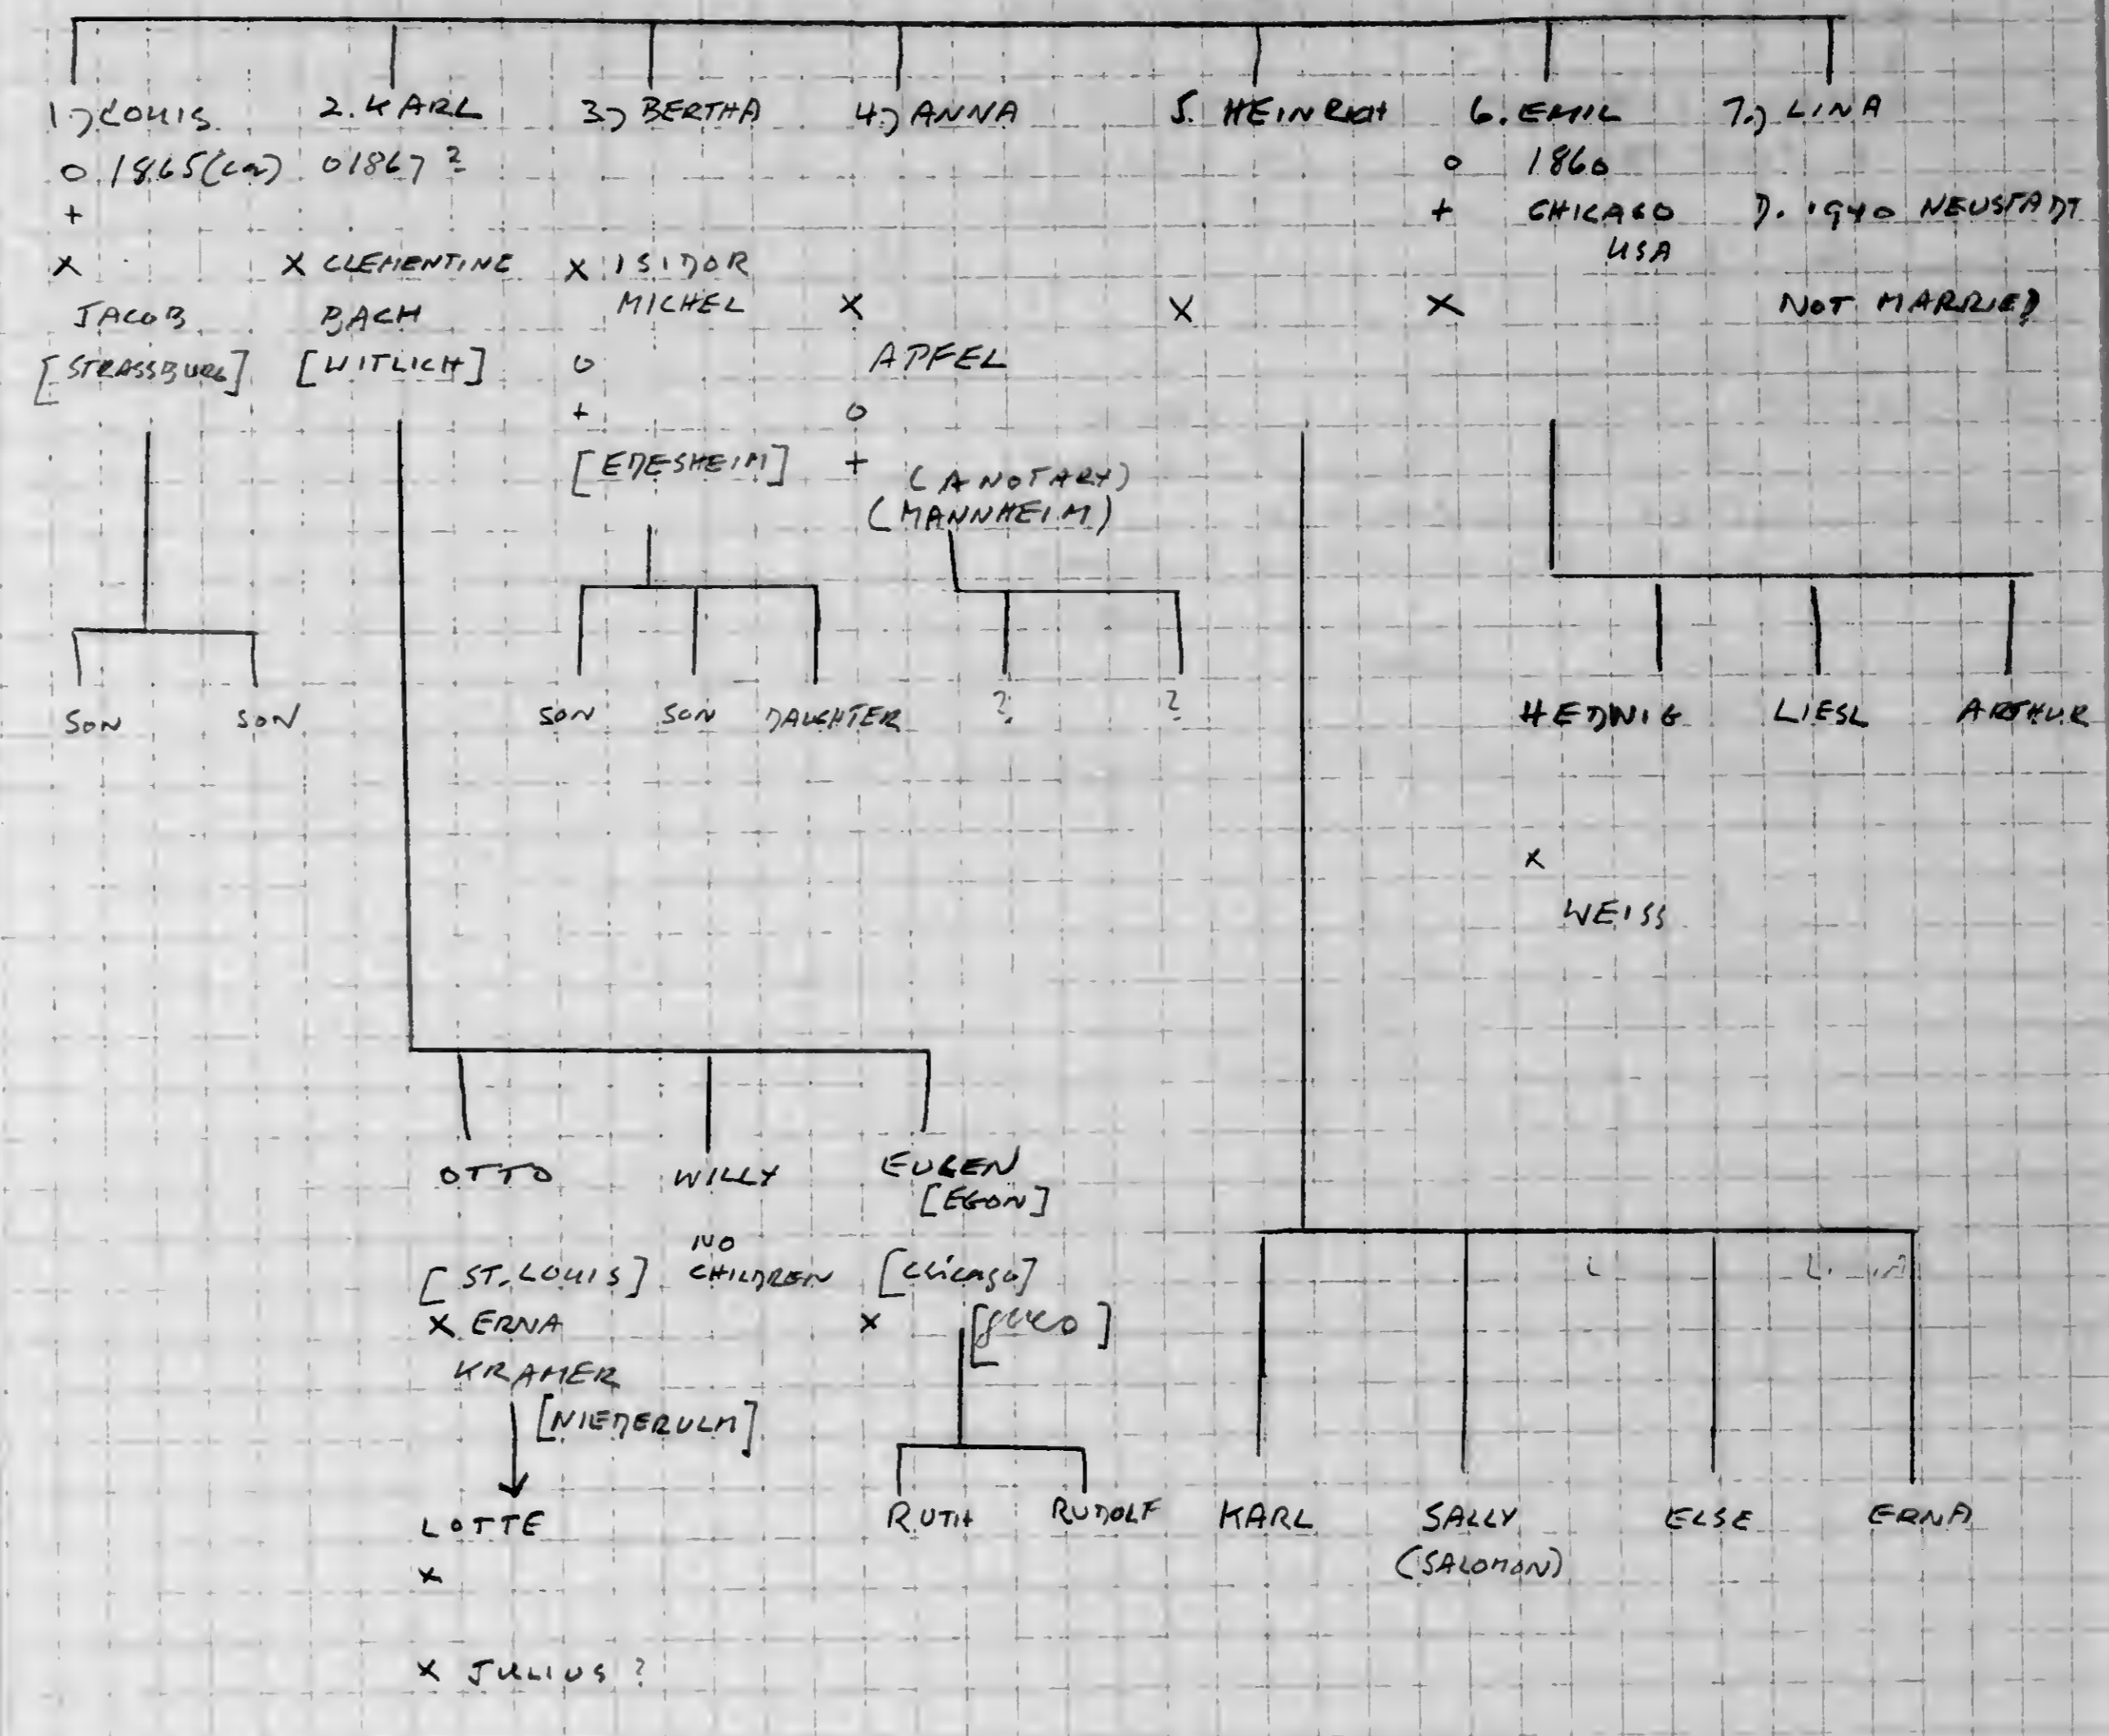 1.) LOUIS
O 1865 (ca)
+
X
JACOB
[STRASSBURG]
SON
SON
2. KARL
O 1867 ?
X CLEMENTINE
BACH
[WITLICH]
OTTO
[ST. LOUIS]
X ERNA
KRAMER
[NIEDERULM]
LOTTE
X
X JULIUS ?
WILLY
NO
CHILDREN
EUGEN
[EGON]
[Chicago]
X
RUTH
RUDOLF
3.) BERTHA
X ISIDOR
MICHEL
O
+
[EDESHEIM]
SON
SON
DAUGHTER
4.) ANNA
X
APFEL
O
+
(A NOTARY)
(MANNHEIM)
?
?
5. HEINRICH
X
KARL
SALLY
(SALOMON)
ELSE
ERNA
6. EMIL
O 1860
+ CHICAGO
USA
X
HEDWIG
X
WEISS
LIESL
ARTHUR
7.) LINA
D. 1940 NEUSTADT
NOT MARRIED